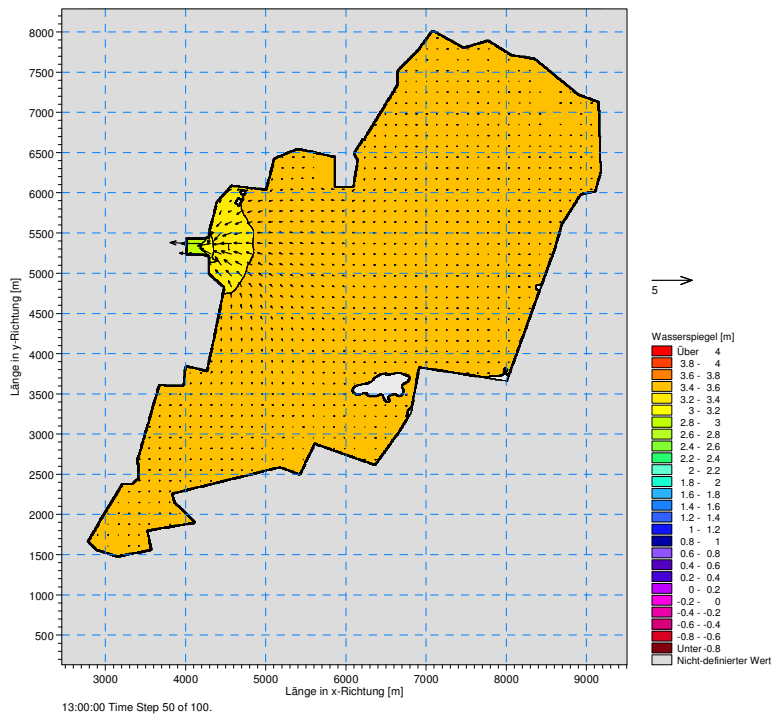 8000
7500
7000
6500
6000
5500
5000
4500
4000
3500
3000
2500
2000
1500
1000
500
Länge in y-Richtung [m]
3000 4000 5000 6000 7000 8000 9000
Länge in x-Richtung [m]
13:00:00 Time Step 50 of 100.
5
Wasserspiegel [m]
Über 4
3.8 - 4
3.6 - 3.8
3.4 - 3.6
3.2 - 3.4
3 - 3.2
2.8 - 3
2.6 - 2.8
2.4 - 2.6
2.2 - 2.4
2 - 2.2
1.8 - 2
1.6 - 1.8
1.4 - 1.6
1.2 - 1.4
1 - 1.2
0.8 - 1
0.6 - 0.8
0.4 - 0.6
0.2 - 0.4
0 - 0.2
-0.2 - 0
-0.4 - -0.2
-0.6 - -0.4
-0.8 - -0.6
Unter -0.8
Nicht-definierter Wert